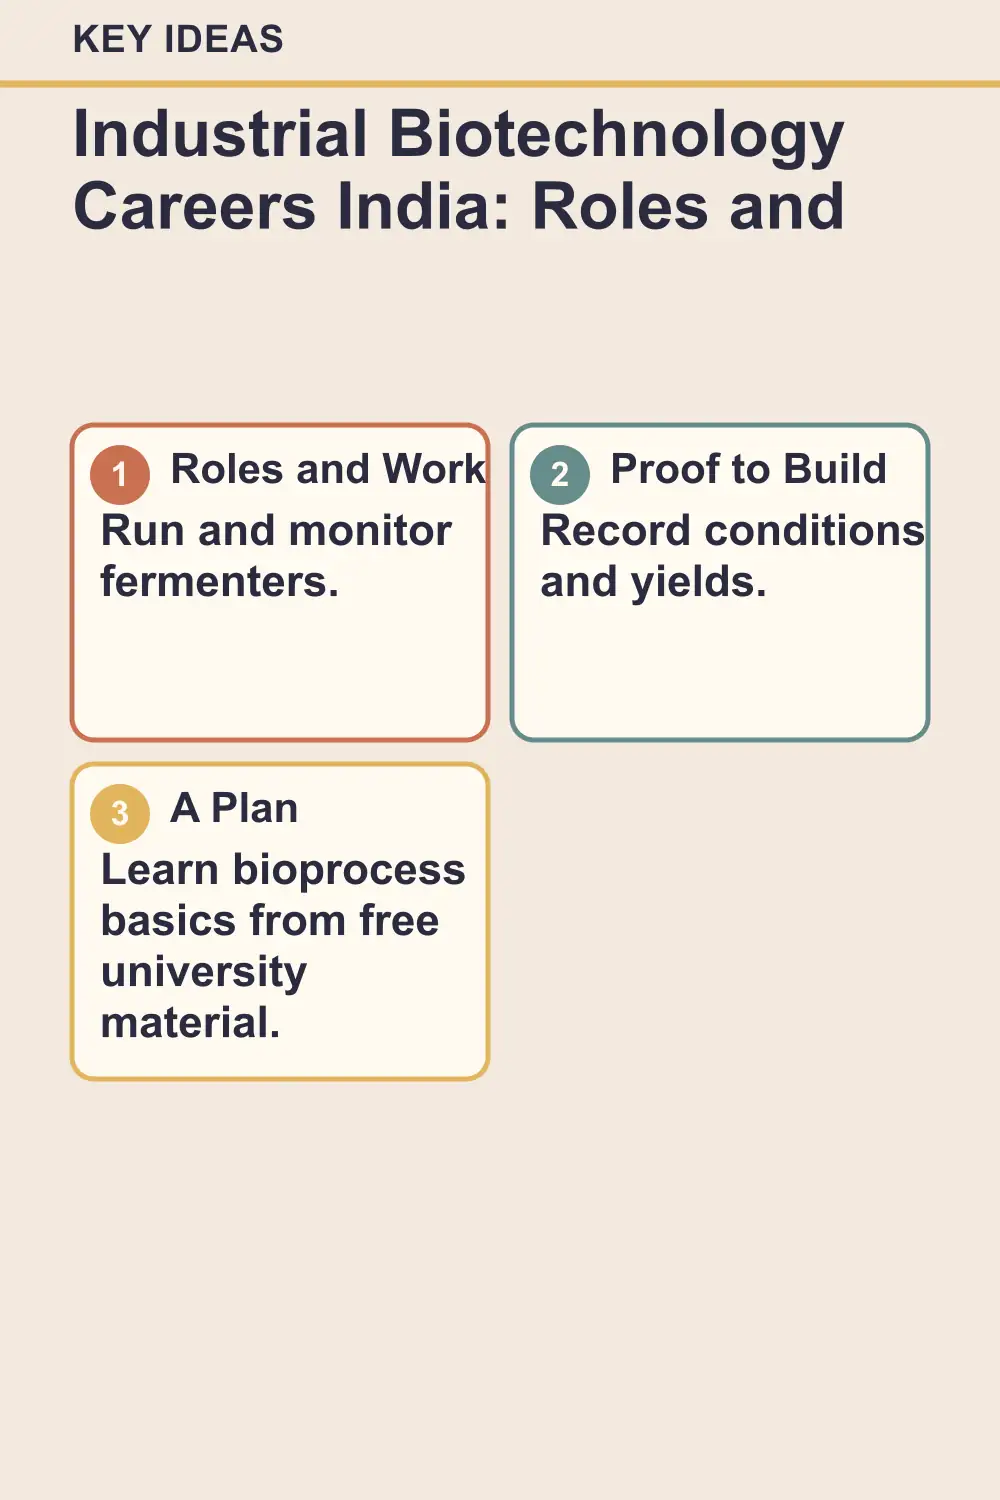 KEY IDEAS
Industrial Biotechnology
Careers India: Roles and
1 Roles and Work
Run and monitor
fermenters.
2 Proof to Build
Record conditions
and yields.
3 A Plan
Learn bioprocess
basics from free
university
material.